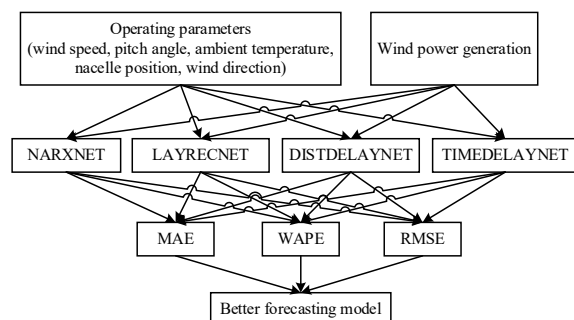 Operating parameters
(wind speed, pitch angle, ambient temperature,
nacelle position, wind direction)
Wind power generation
NARXNET
LAYRECNET
DISTDELAYNET
TIMEDELAYNET
MAE
WAPE
RMSE
Better forecasting model